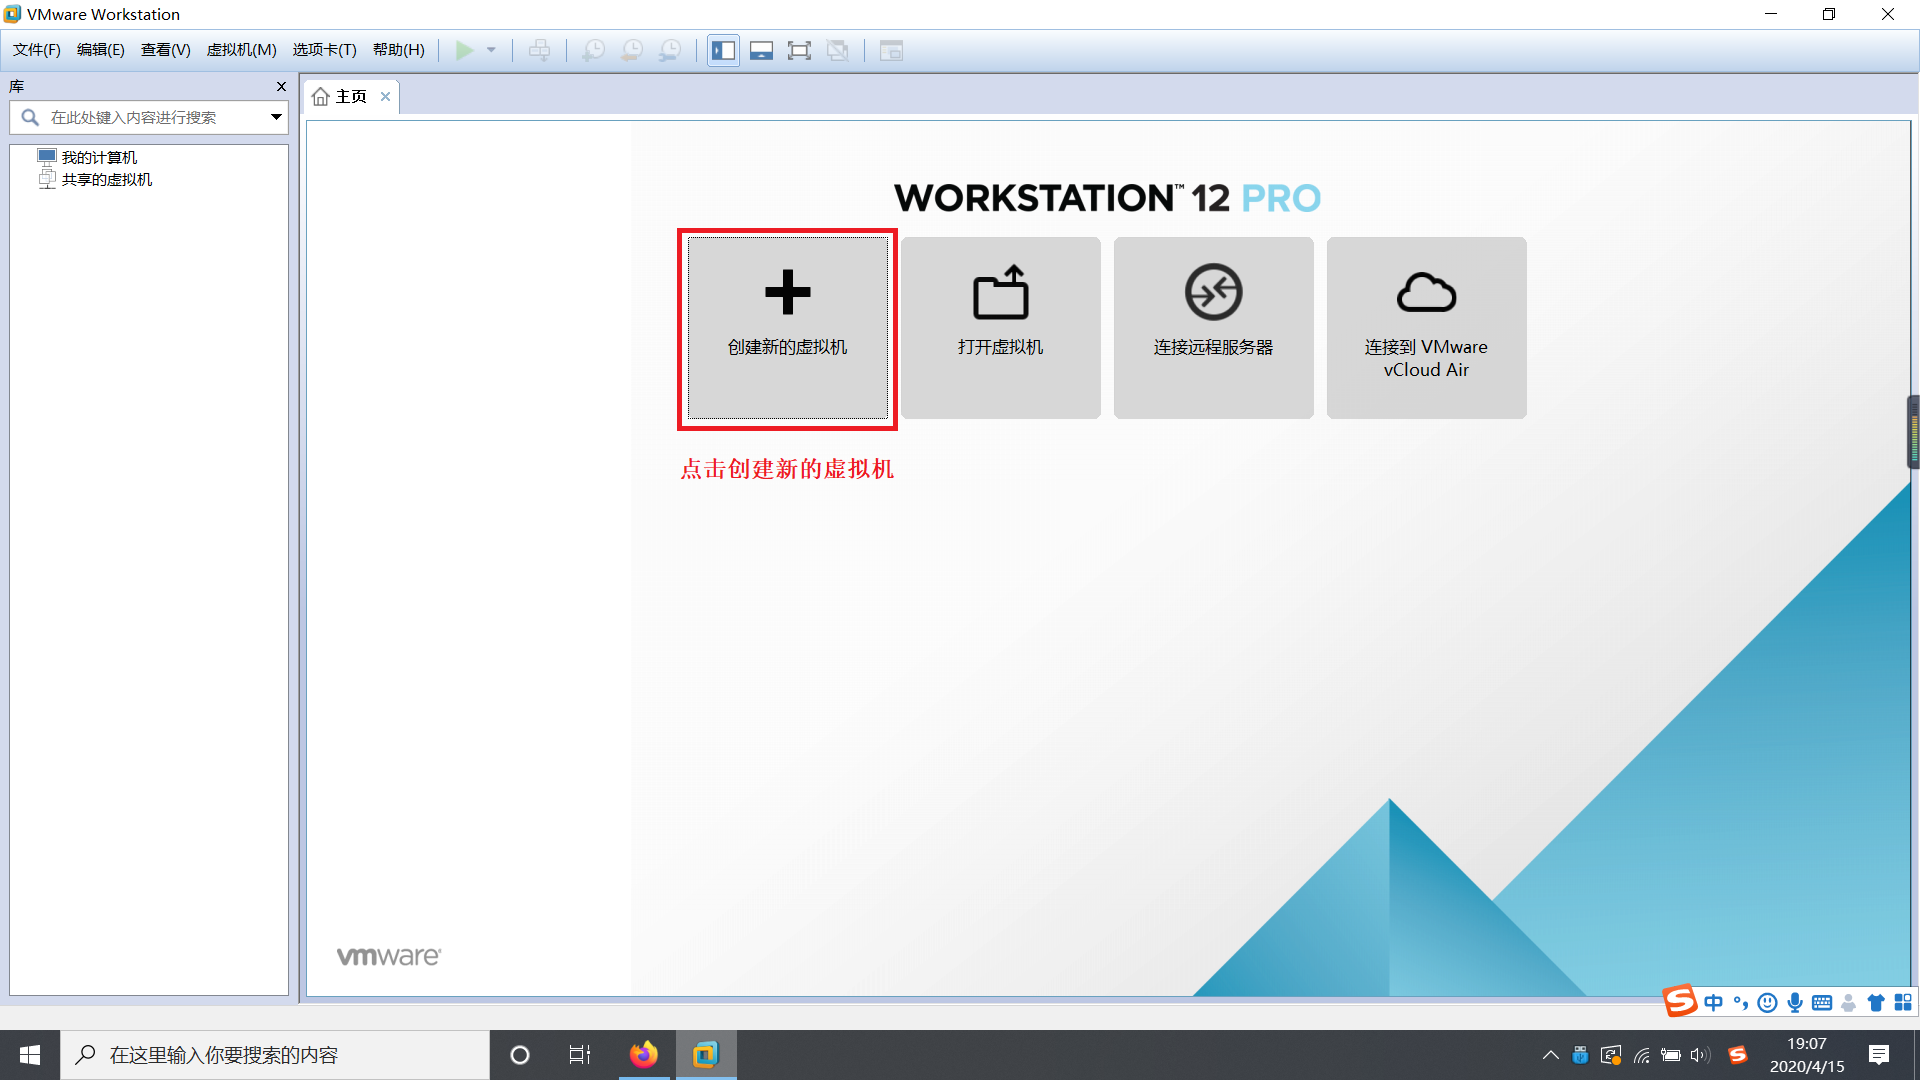 VMware Workstation
文件(F) 编辑(E) 查看(V) 虚拟机(M) 选项卡(T) 帮助(H)
库
主页
在此处键入内容进行搜索
我的计算机
共享的虚拟机
WORKSTATION™ 12 PRO
创建新的虚拟机
打开虚拟机
连接远程服务器
连接到 VMware
vCloud Air
点击创建新的虚拟机
vmware®
中
在这里输入你要搜索的内容
19:07
2020/4/15